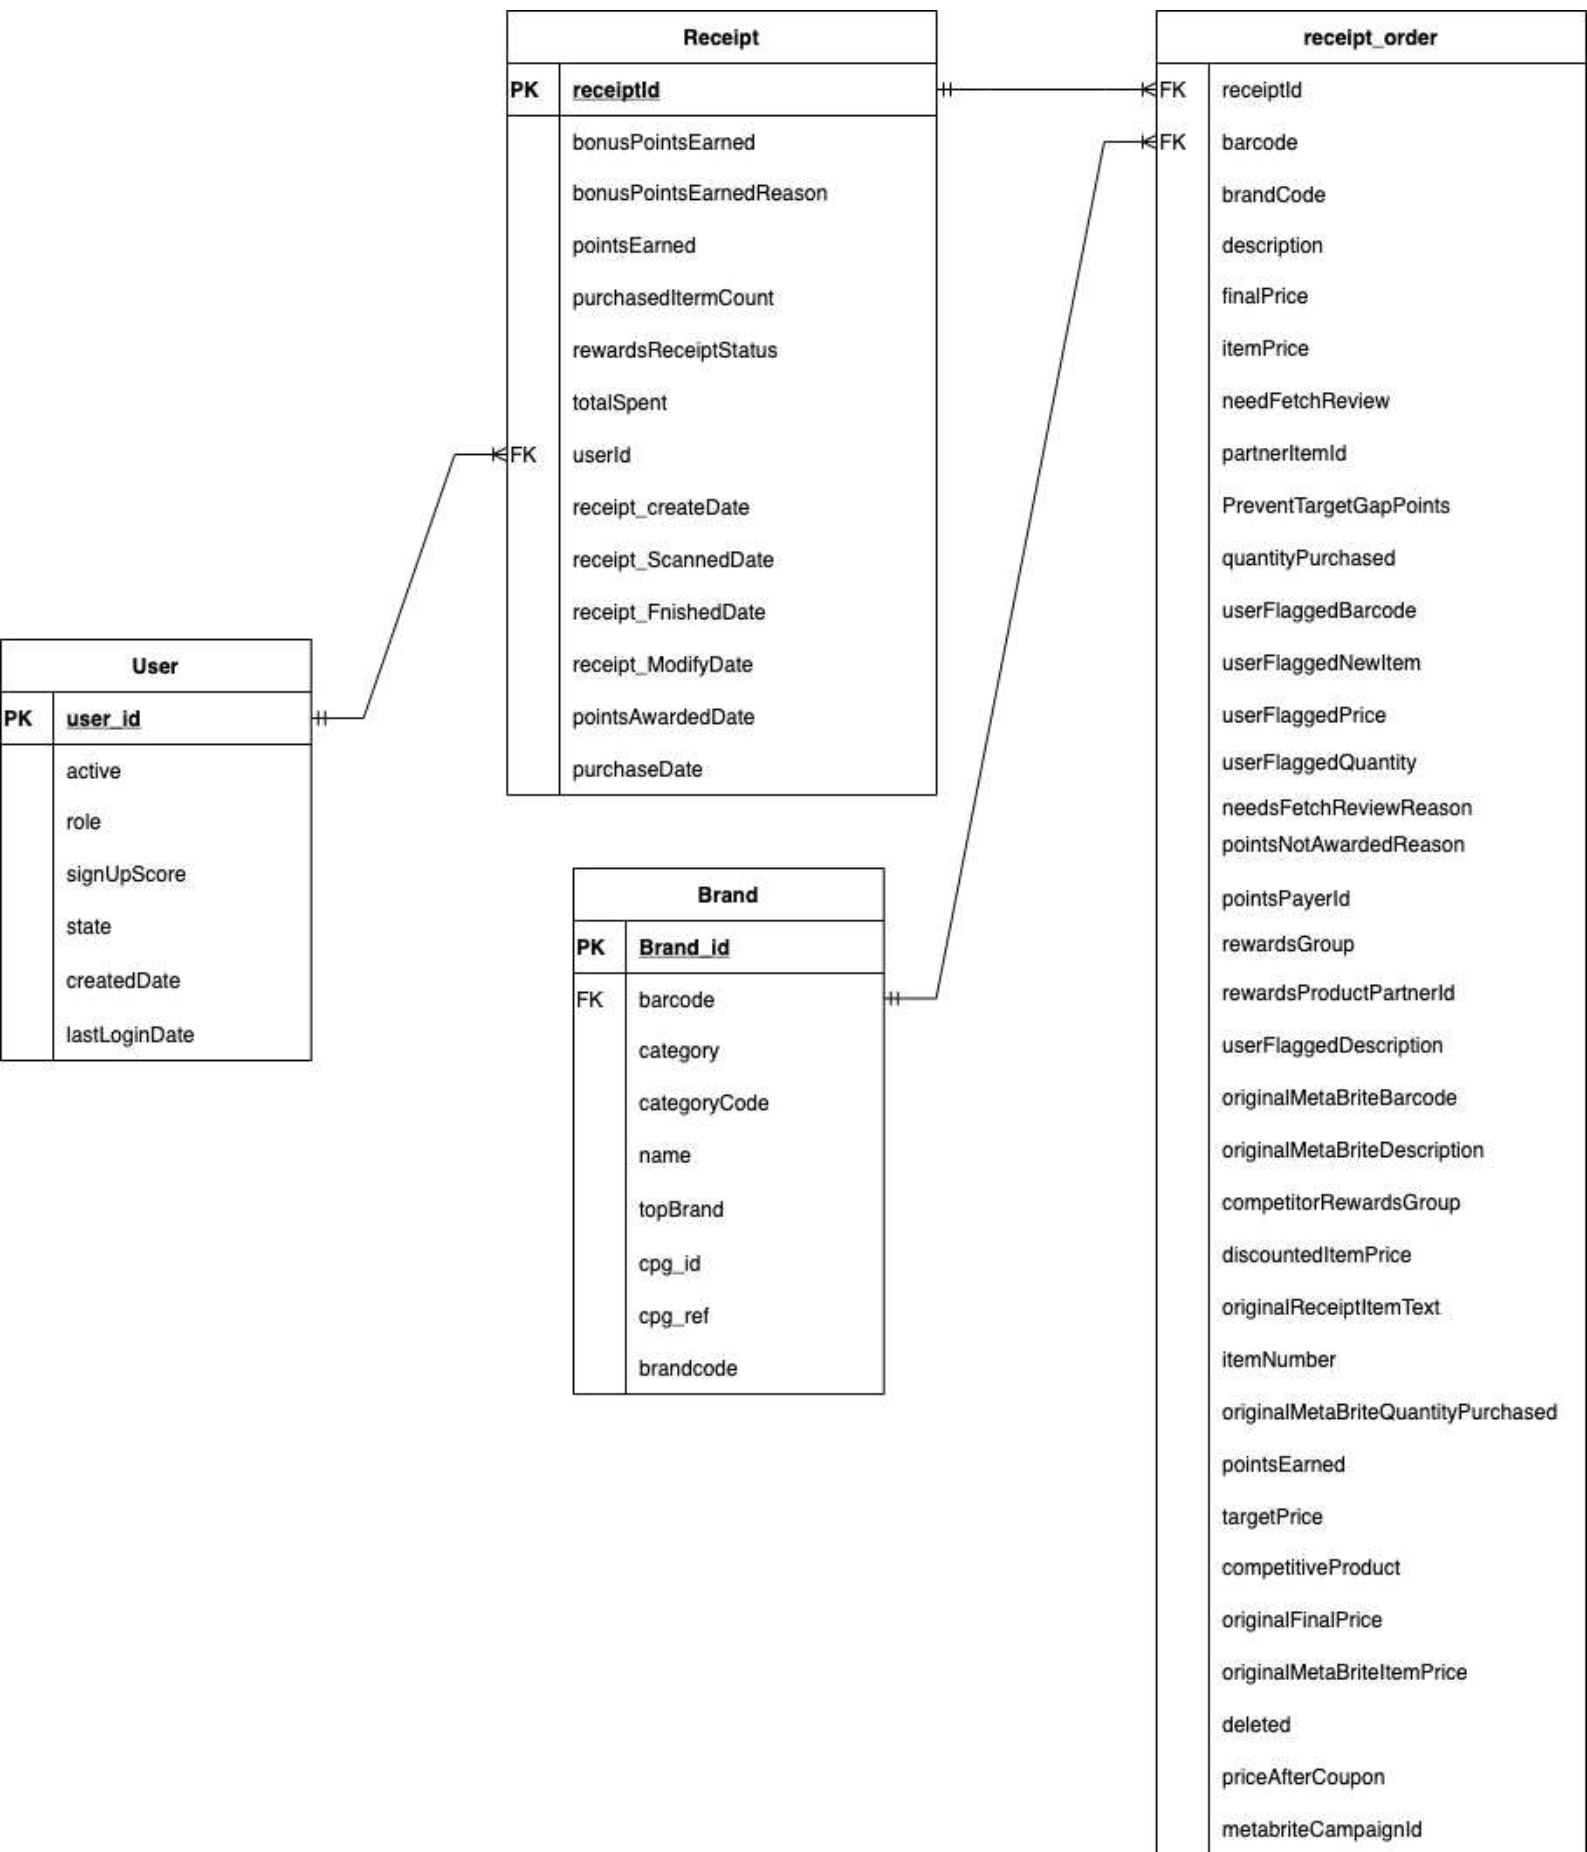 Receipt
PK receiptId
bonusPointsEarned
bonusPointsEarnedReason
pointsEarned
purchasedItermCount
rewardsReceiptStatus
totalSpent
FK userId
receipt_createDate
receipt_ScannedDate
receipt_FnishedDate
receipt_ModifyDate
pointsAwardedDate
purchaseDate
User
PK user_id
active
role
signUpScore
state
createdDate
lastLoginDate
Brand
PK Brand_id
FK barcode
category
categoryCode
name
topBrand
cpg_id
cpg_ref
brandcode
receipt_order
FK receiptId
FK barcode
brandCode
description
finalPrice
itemPrice
needFetchReview
partnerItemId
PreventTargetGapPoints
quantityPurchased
userFlaggedBarcode
userFlaggedNewItem
userFlaggedPrice
userFlaggedQuantity
needsFetchReviewReason
pointsNotAwardedReason
pointsPayerId
rewardsGroup
rewardsProductPartnerId
userFlaggedDescription
originalMetaBriteBarcode
originalMetaBriteDescription
competitorRewardsGroup
discountedItemPrice
originalReceiptItemText
itemNumber
originalMetaBriteQuantityPurchased
pointsEarned
targetPrice
competitiveProduct
originalFinalPrice
originalMetaBriteItemPrice
deleted
priceAfterCoupon
metabriteCampaignId